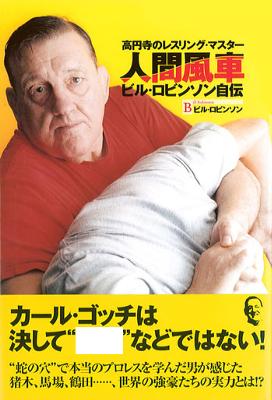 高円寺のレスリング・マスター
人間風車
ビル・ロビンソン自伝
ビル・ロビンソン
カール・ゴッチは
決して“ ”などではない!
“蛇の穴”で本当のプロレスを学んだ男が感じた
猪木、馬場、鶴田……、世界の強豪たちの実力とは!?